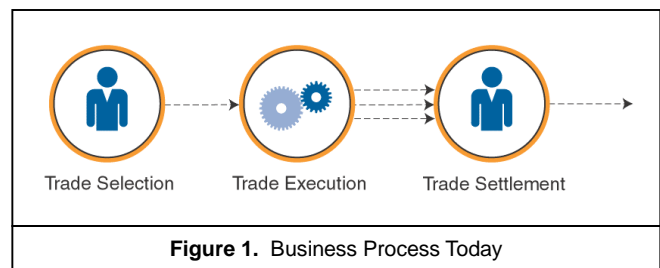 Trade Selection
Trade Execution
Trade Settlement
Figure 1. Business Process Today